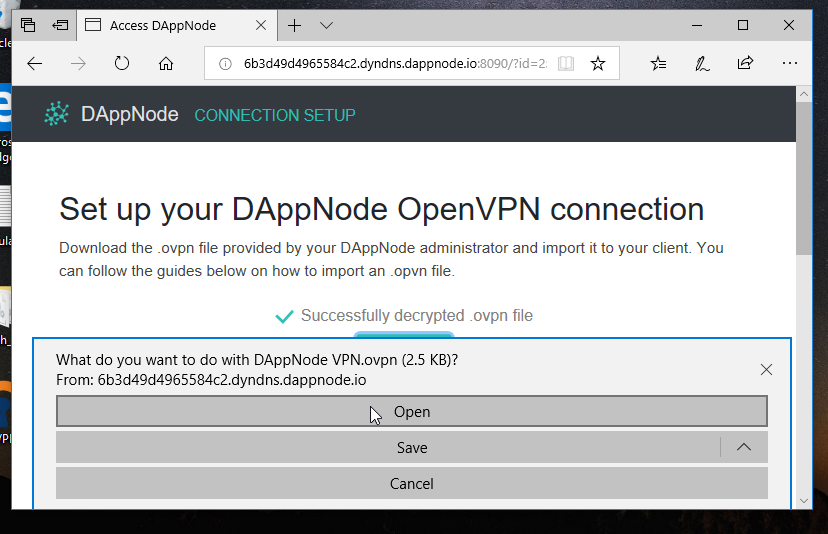 Access DAppNode
6b3d49d4965584c2.dyndns.dappnode.io:8090/?id=2
DAppNode CONNECTION SETUP
Set up your DAppNode OpenVPN connection
Download the .ovpn file provided by your DAppNode administrator and import it to your client. You
can follow the guides below on how to import an .opvn file.
Successfully decrypted .ovpn file
What do you want to do with DAppNode VPN.ovpn (2.5 KB)?
From: 6b3d49d4965584c2.dyndns.dappnode.io
Open
Save
Cancel